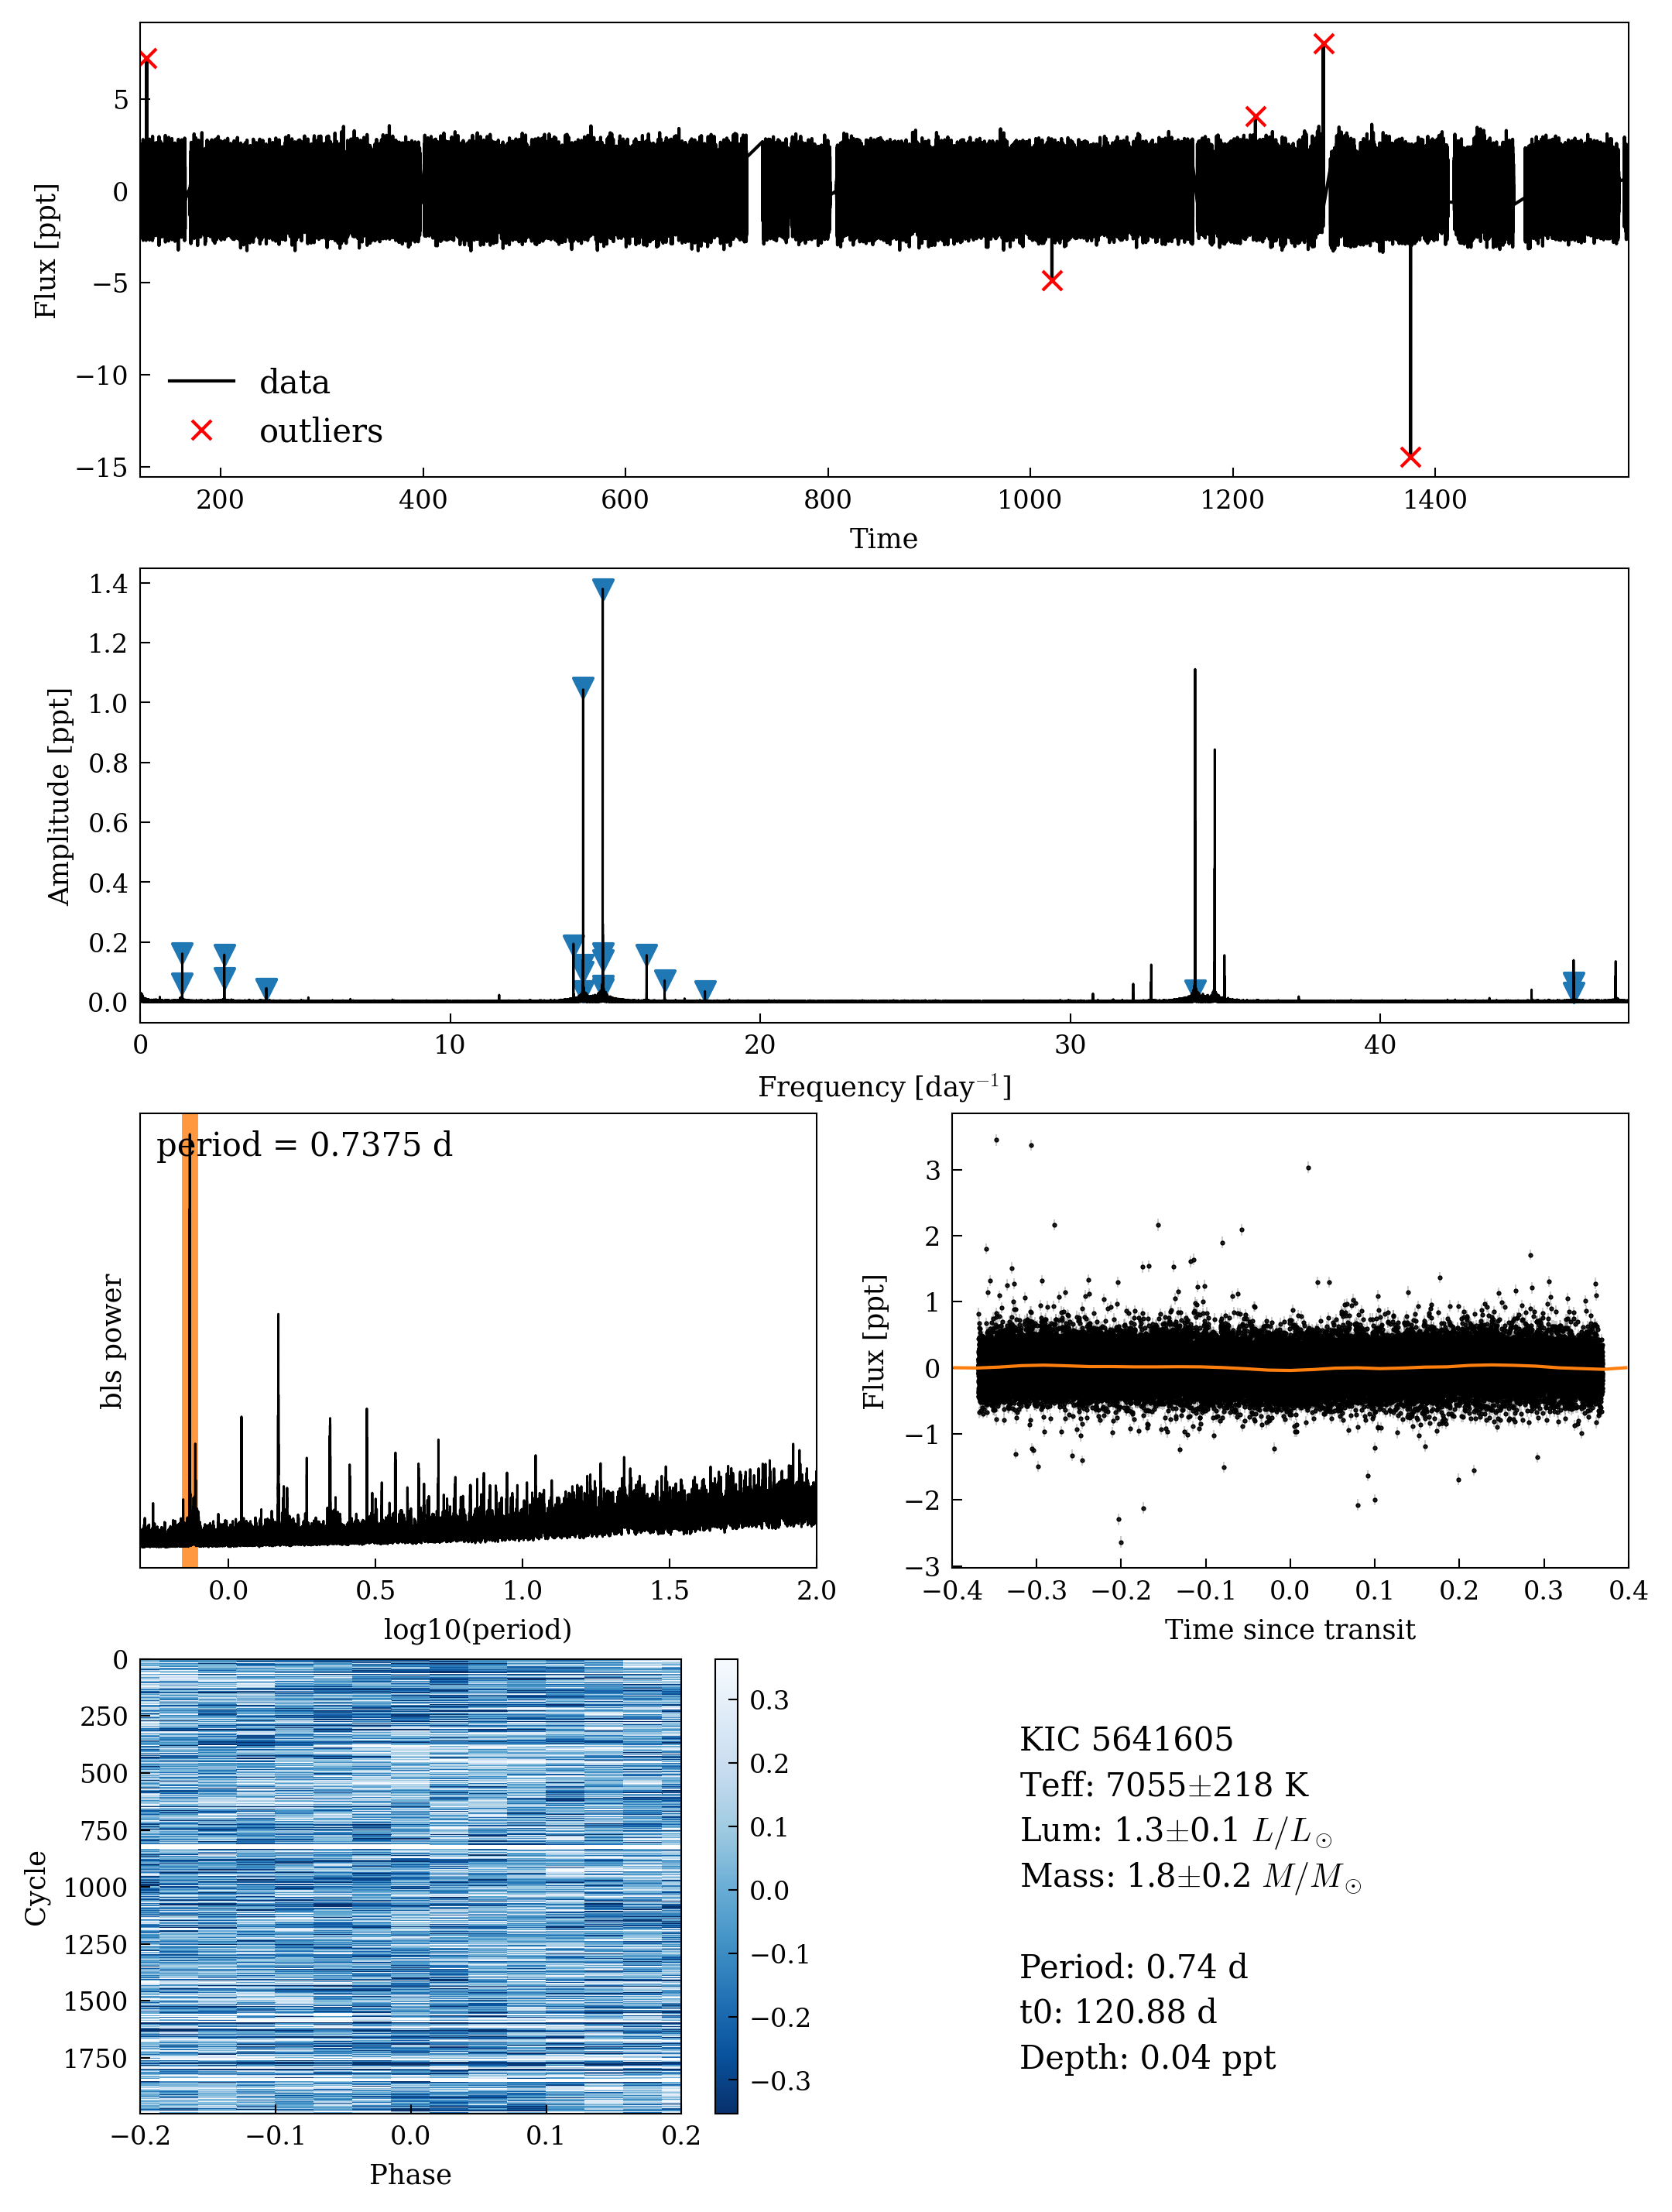 5
0
−5
−10
−15
Flux [ppt]
data
outliers
200 400 600 800 1000 1200 1400
Time
1.4
1.2
1.0
0.8
0.6
0.4
0.2
0.0
Amplitude [ppt]
0 10 20 30 40
Frequency [day⁻¹]
period = 0.7375 d
bls power
0.0 0.5 1.0 1.5 2.0
log10(period)
3
2
1
0
−1
−2
−3
Flux [ppt]
−0.4 −0.3 −0.2 −0.1 0.0 0.1 0.2 0.3 0.4
Time since transit
0
250
500
750
1000
1250
1500
1750
Cycle
−0.2 −0.1 0.0 0.1 0.2
Phase
0.3
0.2
0.1
0.0
−0.1
−0.2
−0.3
KIC 5641605
Teff: 7055±218 K
Lum: 1.3±0.1 L/L⊙
Mass: 1.8±0.2 M/M⊙
Period: 0.74 d
t0: 120.88 d
Depth: 0.04 ppt